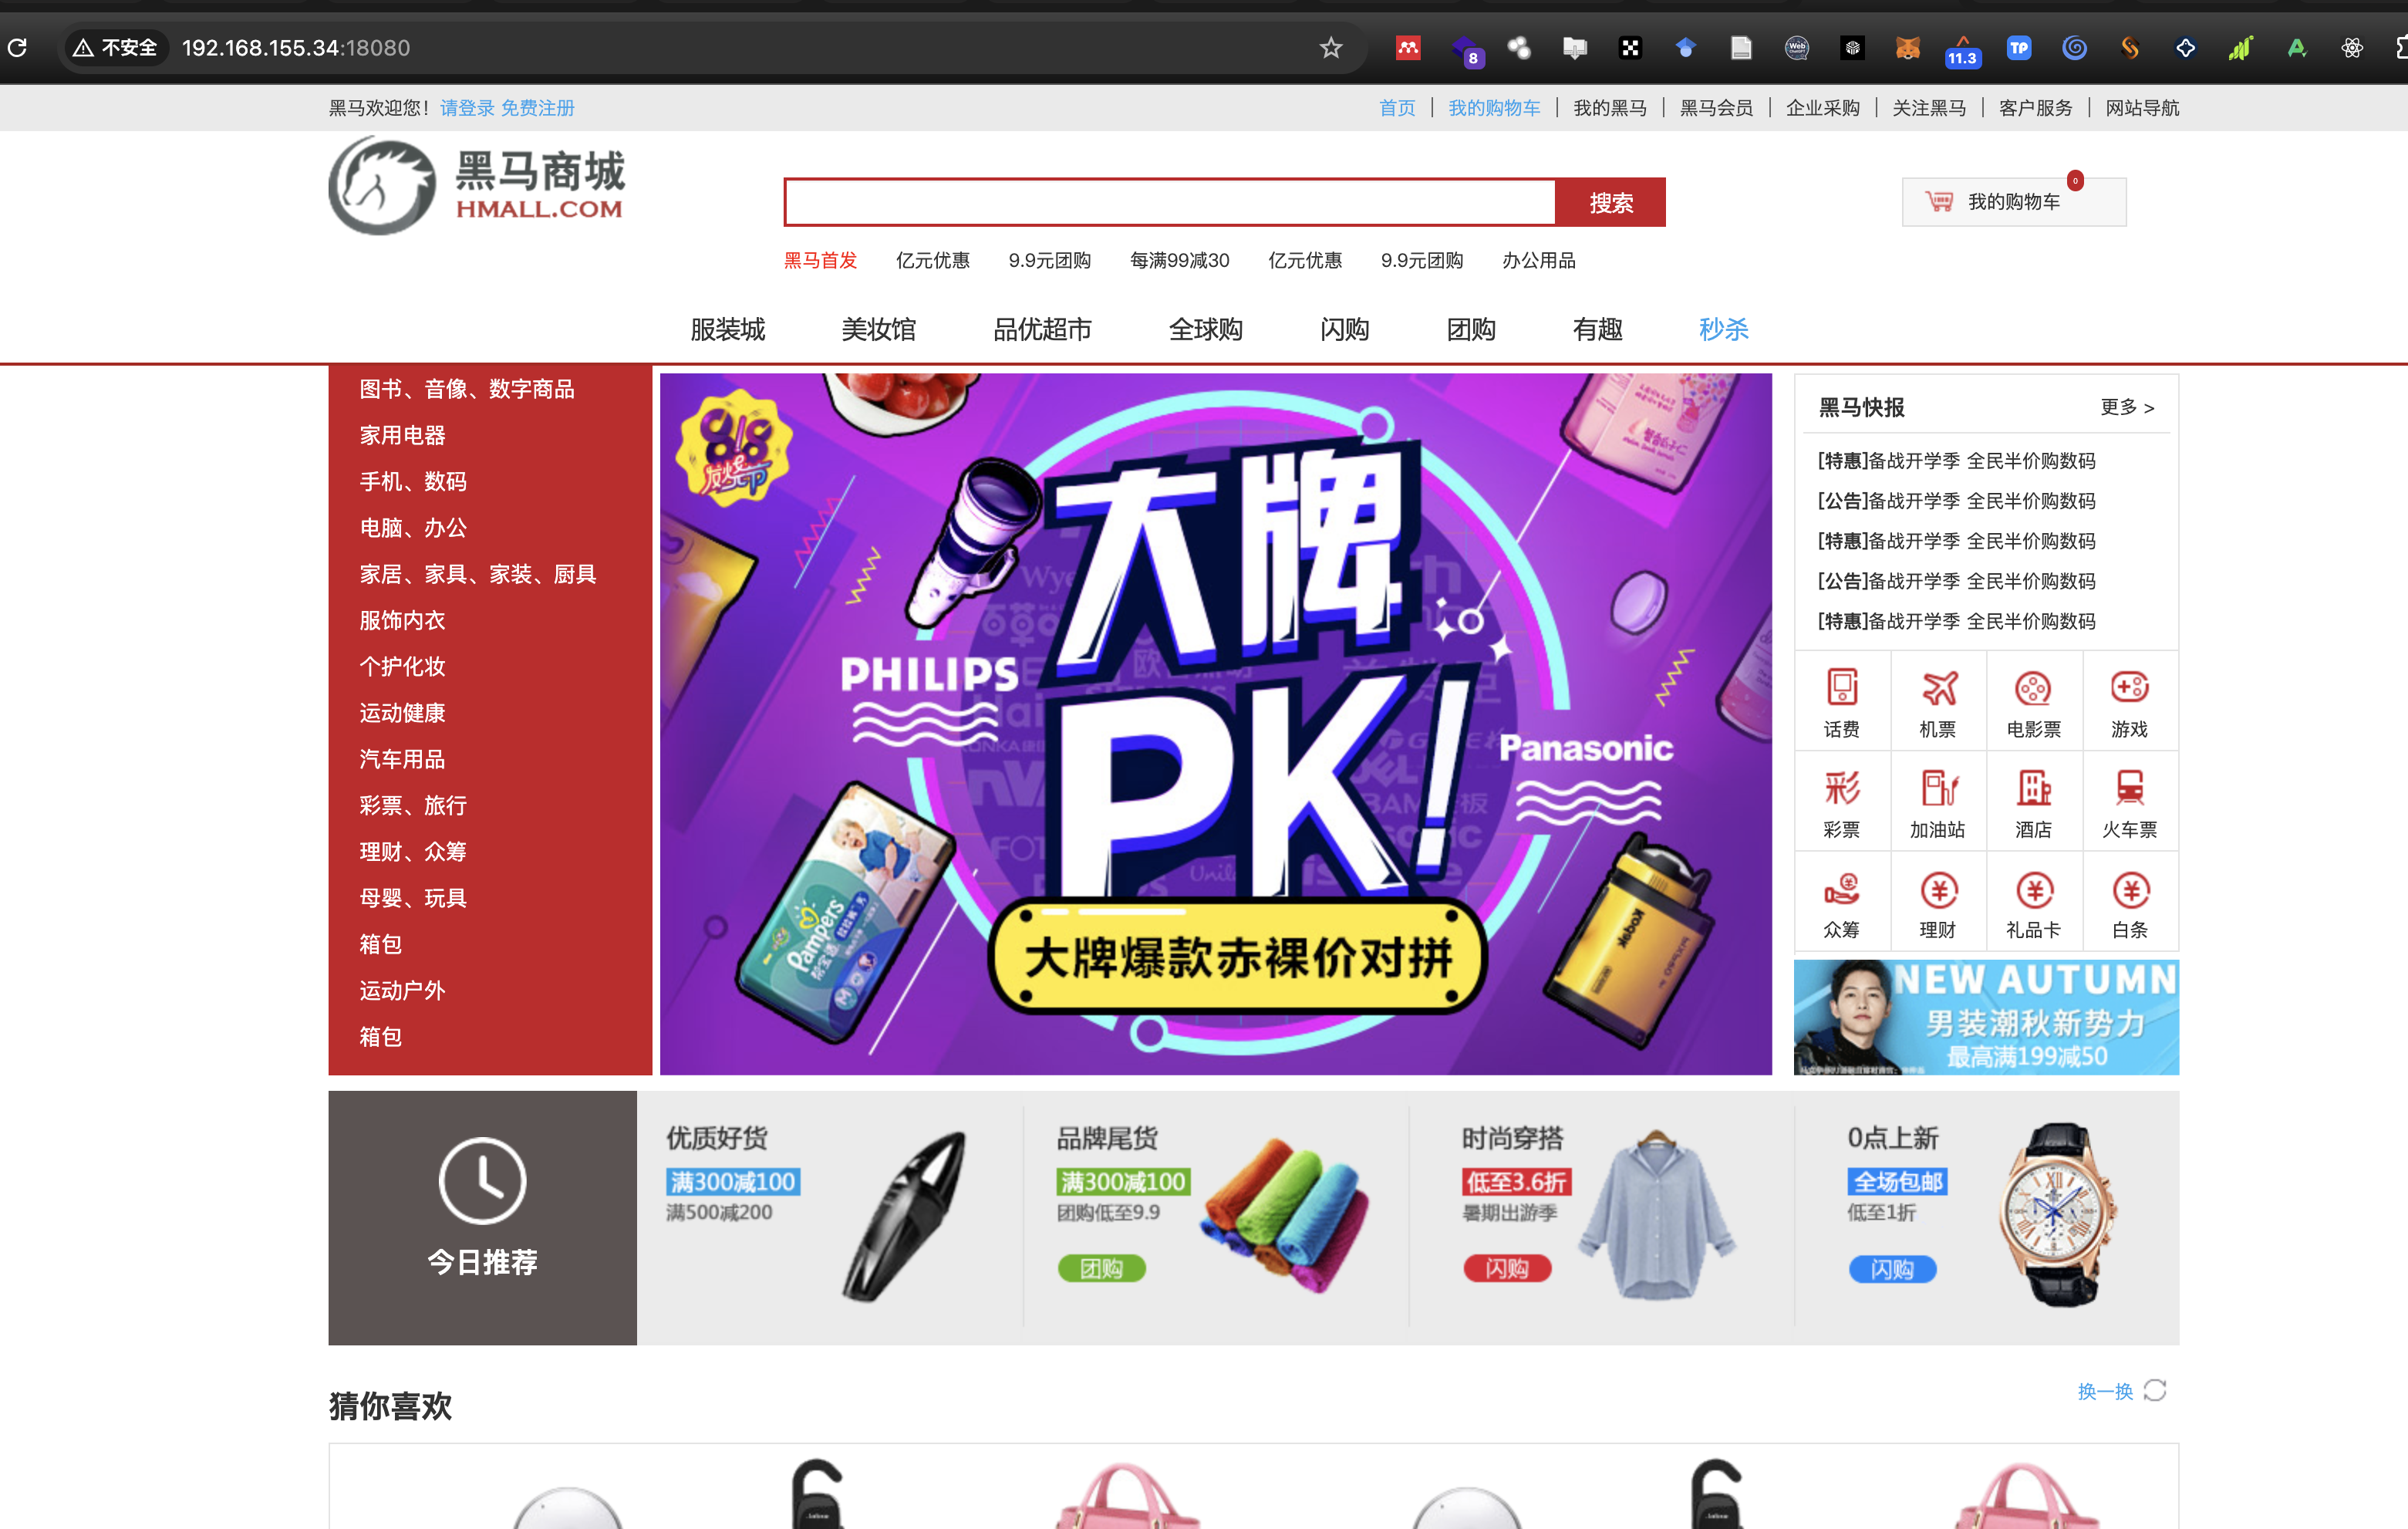 不安全 192.168.155.34:18080
8
11.3
黑马欢迎您！请登录 免费注册
首页 | 我的购物车 | 我的黑马 | 黑马会员 | 企业采购 | 关注黑马 | 客户服务 | 网站导航
黑马商城
HMALL.COM
搜索
0
我的购物车
黑马首发 亿元优惠 9.9元团购 每满99减30 亿元优惠 9.9元团购 办公用品
服装城 美妆馆 品优超市 全球购 闪购 团购 有趣 秒杀
图书、音像、数字商品
家用电器
手机、数码
电脑、办公
家居、家具、家装、厨具
服饰内衣
个护化妆
运动健康
汽车用品
彩票、旅行
理财、众筹
母婴、玩具
箱包
运动户外
箱包
818
发烧节
大牌
PK!
PHILIPS
Panasonic
Pampers
帮宝适
M
Kodak
大牌爆款赤裸价对拼
黑马快报 更多 >
[特惠]备战开学季 全民半价购数码
[公告]备战开学季 全民半价购数码
[特惠]备战开学季 全民半价购数码
[公告]备战开学季 全民半价购数码
[特惠]备战开学季 全民半价购数码
话费 机票 电影票 游戏
彩票 加油站 酒店 火车票
众筹 理财 礼品卡 白条
NEW AUTUMN
男装潮秋新势力
最高满199减50
今日推荐
优质好货
满300减100
满500减200
品牌尾货
满300减100
团购低至9.9
团购
时尚穿搭
低至3.6折
暑期出游季
闪购
0点上新
全场包邮
低至1折
闪购
猜你喜欢
换一换